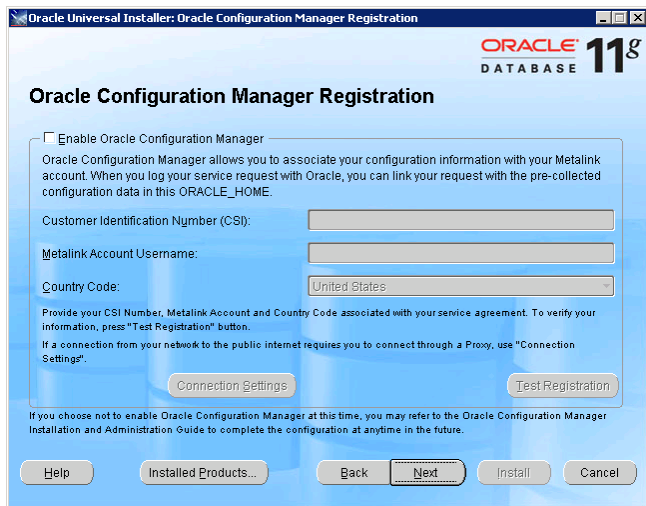 Oracle Universal Installer: Oracle Configuration Manager Registration
ORACLE®
DATABASE 11g
Oracle Configuration Manager Registration
Enable Oracle Configuration Manager
Oracle Configuration Manager allows you to associate your configuration information with your Metalink
account. When you log your service request with Oracle, you can link your request with the pre-collected
configuration data in this ORACLE_HOME.
Customer Identification Number (CSI):
Metalink Account Username:
Country Code: United States
Provide your CSI Number, Metalink Account and Country Code associated with your service agreement. To verify your
information, press "Test Registration" button.
If a connection from your network to the public internet requires you to connect through a Proxy, use "Connection
Settings".
Connection Settings Test Registration
If you choose not to enable Oracle Configuration Manager at this time, you may refer to the Oracle Configuration Manager
Installation and Administration Guide to complete the configuration at anytime in the future.
Help Installed Products... Back Next Install Cancel